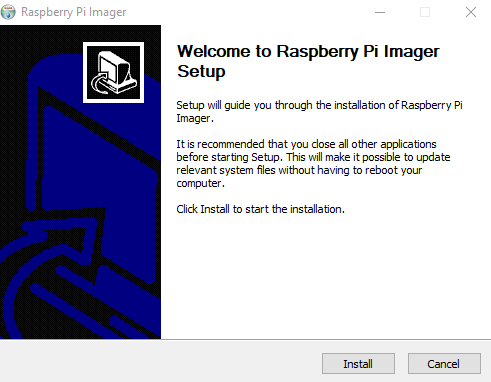 Raspberry Pi Imager
Welcome to Raspberry Pi Imager
Setup
Setup will guide you through the installation of Raspberry Pi
Imager.
It is recommended that you close all other applications
before starting Setup. This will make it possible to update
relevant system files without having to reboot your
computer.
Click Install to start the installation.
Install
Cancel